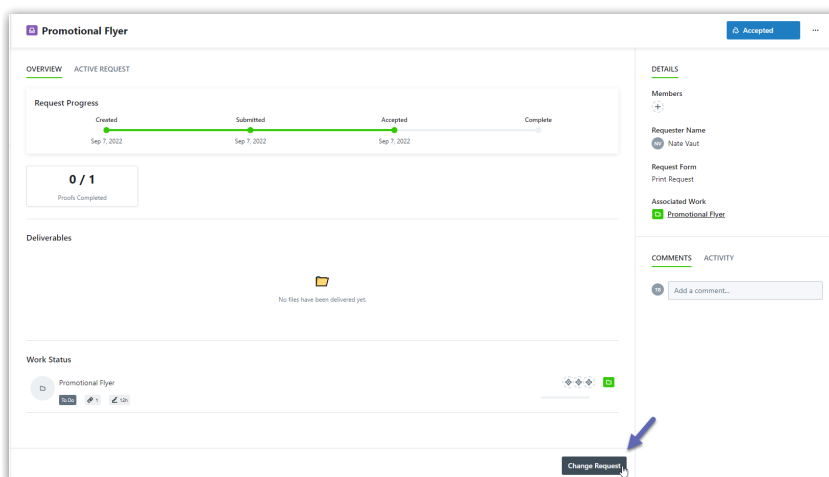 Promotional Flyer
Accepted
OVERVIEW ACTIVE REQUEST
Request Progress
Created Submitted Accepted Complete
Sep 7, 2022 Sep 7, 2022 Sep 7, 2022
0 / 1
Proofs Completed
Deliverables
No files have been delivered yet.
Work Status
Promotional Flyer
To Do 1 12h
Change Request
DETAILS
Members
Requester Name
NV Nate Vaut
Request Form
Print Request
Associated Work
Promotional Flyer
COMMENTS ACTIVITY
TB Add a comment...